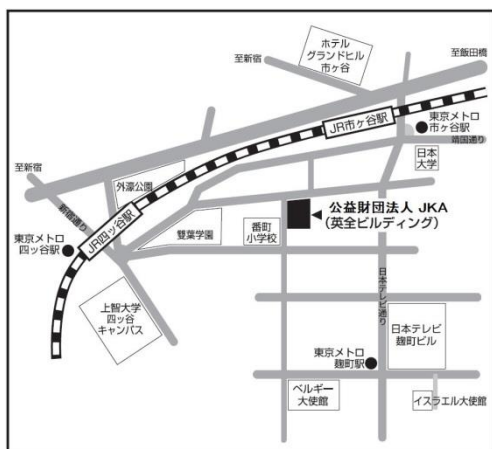 ホテル
グランドヒル
市ヶ谷
至新宿
至飯田橋
JR市ヶ谷駅
東京メトロ
市ヶ谷駅
靖国通り
日本
大学
至新宿
外濠公園
新宿通り
JR四ッ谷駅
東京メトロ
四ッ谷駅
雙葉学園
番町
小学校
公益財団法人 JKA
(英全ビルディング)
上智大学
四ッ谷
キャンパス
日本テレビ通り
日本テレビ
麹町ビル
東京メトロ
麹町駅
ベルギー
大使館
イスラエル大使館